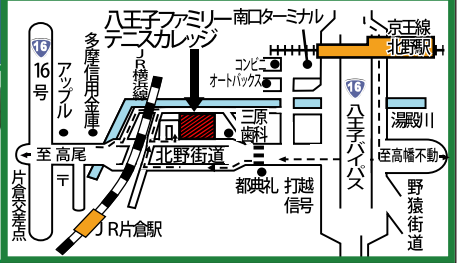 八王子ファミリー
テニスカレッジ
南口ターミナル
京王線
北野駅
16
16号
アップル
多摩信用金庫
JR横浜線
コンビニ
オートバックス
16
八王子バイパス
湯殿川
三原
歯科
至 高尾
〒
北野街道
至高幡不動
片倉交差点
都典礼
打越
信号
野猿街道
JR片倉駅